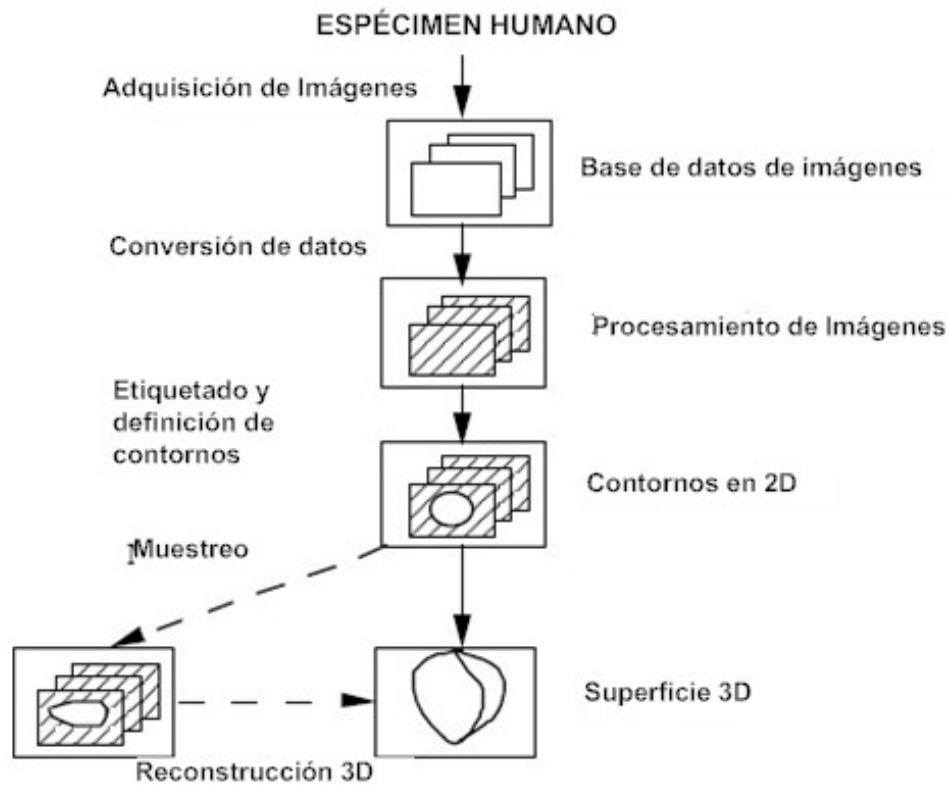 ESPÉCIMEN HUMANO
Adquisición de Imágenes
Base de datos de imágenes
Conversión de datos
Procesamiento de Imágenes
Etiquetado y
definición de
contornos
Contornos en 2D
Muestreo
Superficie 3D
Reconstrucción 3D